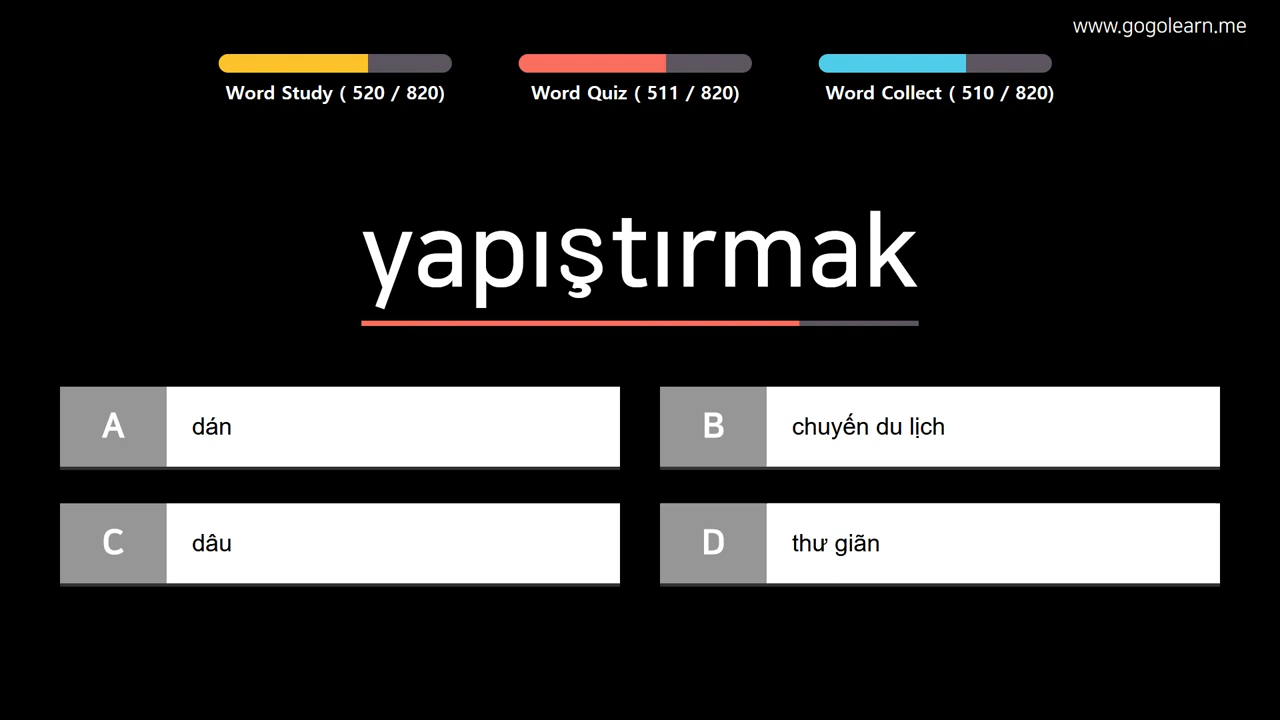 www.gogolearn.me
Word Study ( 520 / 820)
Word Quiz ( 511 / 820)
Word Collect ( 510 / 820)
yapıştırmak
A dán
B chuyến du lịch
C dâu
D thư giãn